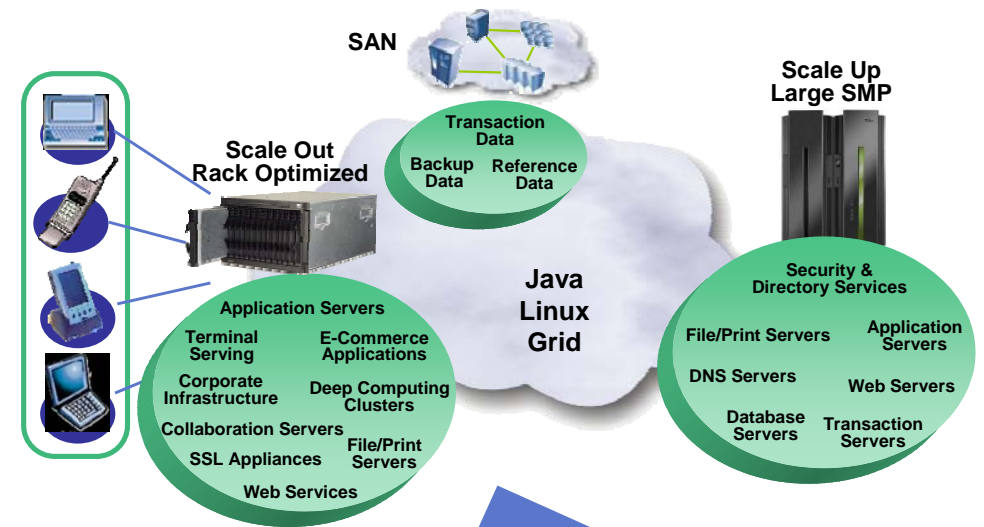 SAN
Transaction
Data
Backup
Data
Reference
Data
Scale Up
Large SMP
Scale Out
Rack Optimized
Java
Linux
Grid
Application Servers
Terminal
Serving
E-Commerce
Applications
Corporate
Infrastructure
Deep Computing
Clusters
Collaboration Servers
File/Print
Servers
SSL Appliances
Web Services
Security &
Directory Services
File/Print Servers
Application
Servers
DNS Servers
Web Servers
Database
Servers
Transaction
Servers